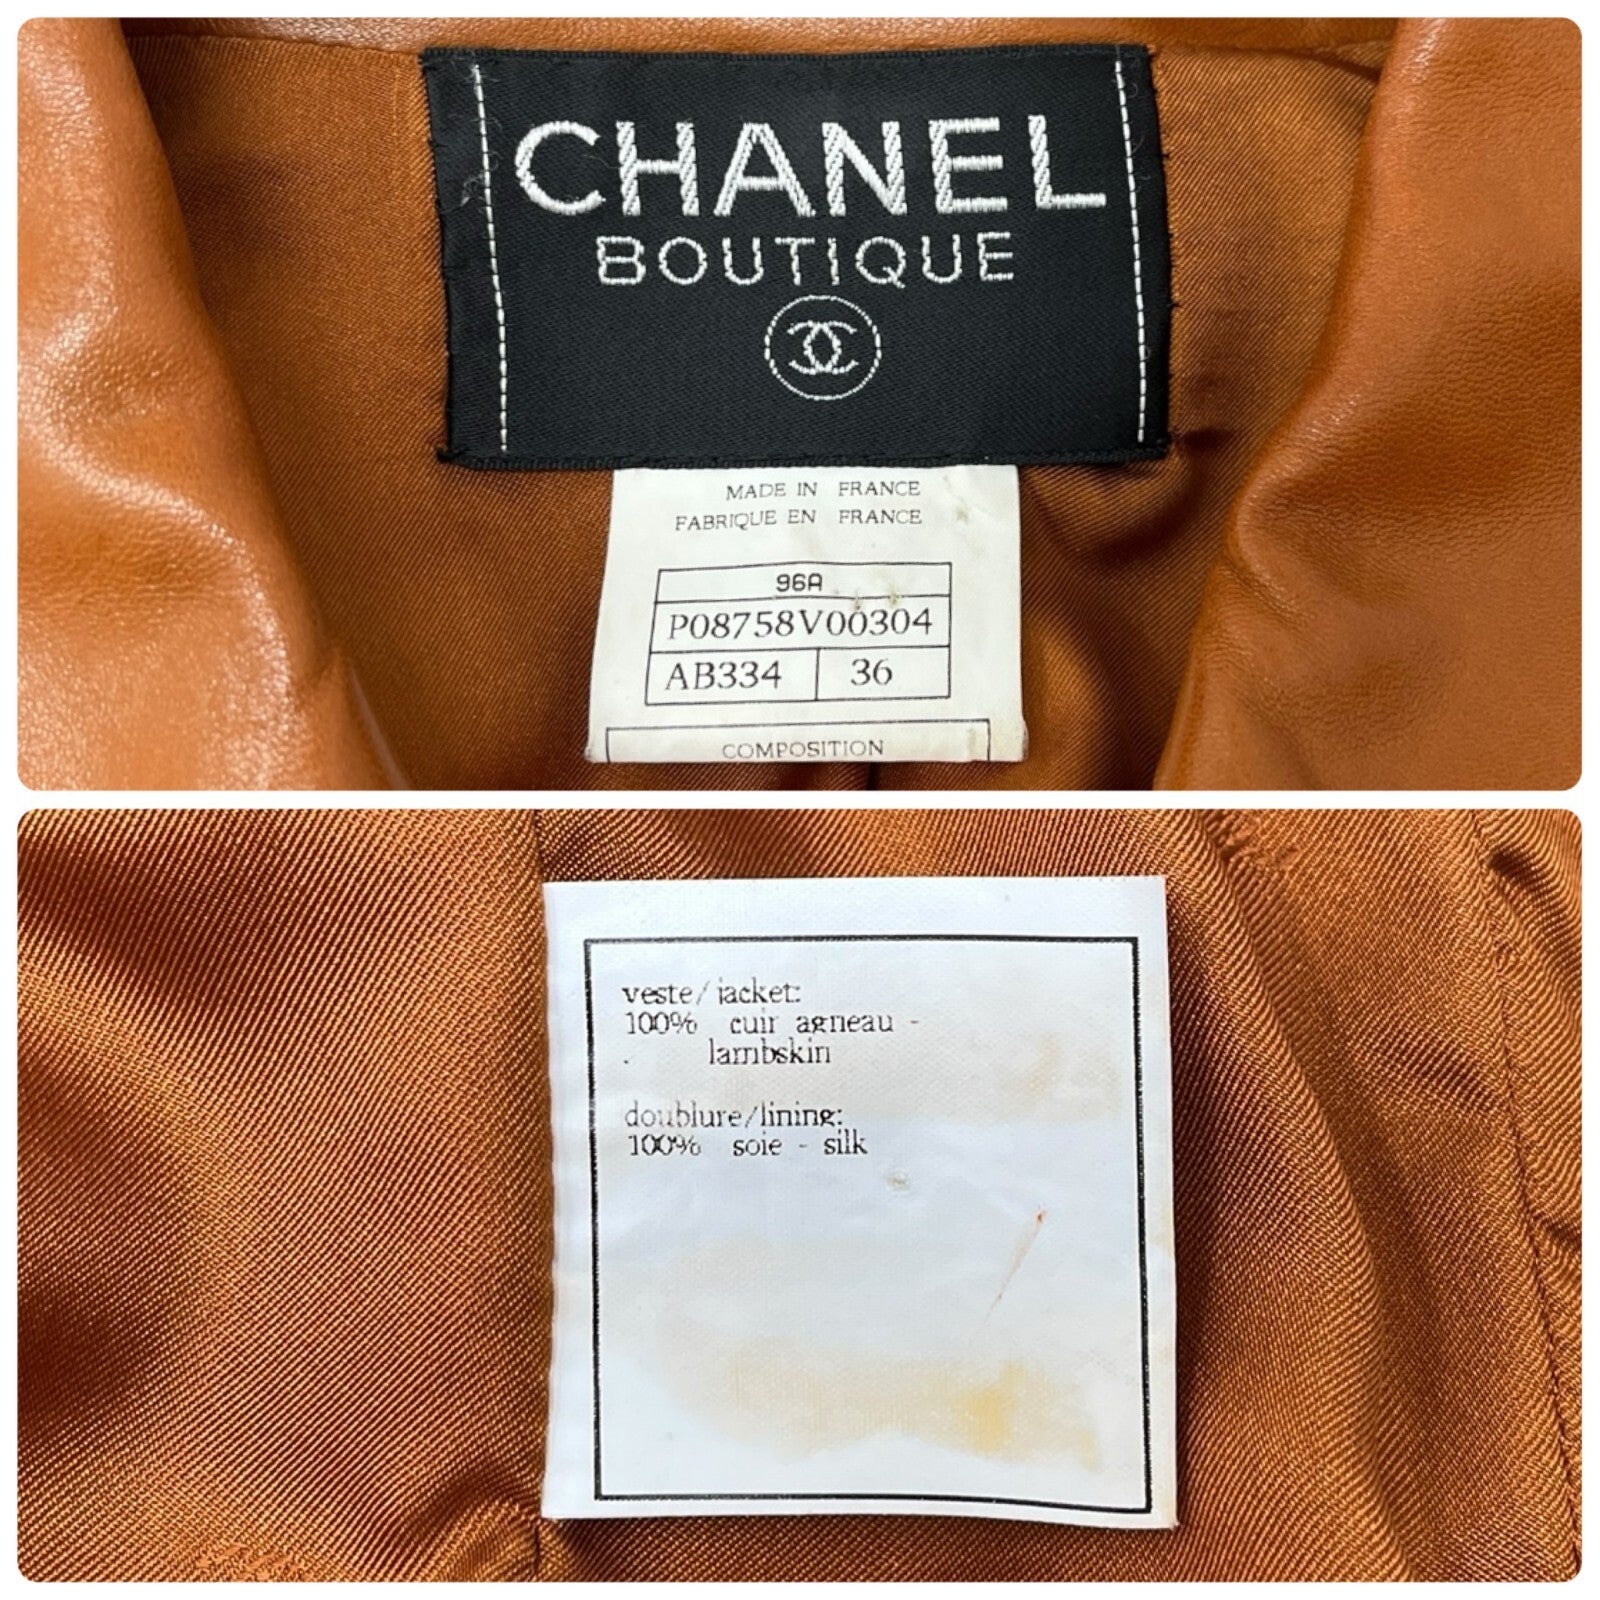 CHANEL
BOUTIQUE
MADE IN FRANCE
FABRIQUE EN FRANCE
96A
P08758V00304
AB334 36
COMPOSITION
veste/jacket:
100% cuir agneau -
. lambskin
doublure/lining:
100% soie - silk